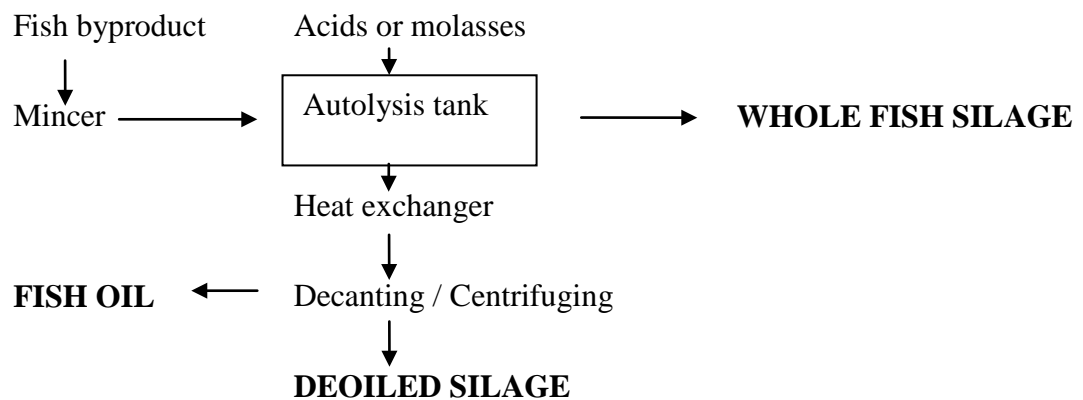 Fish byproduct
Acids or molasses
Mincer
Autolysis tank
WHOLE FISH SILAGE
Heat exchanger
FISH OIL
Decanting / Centrifuging
DEOILED SILAGE